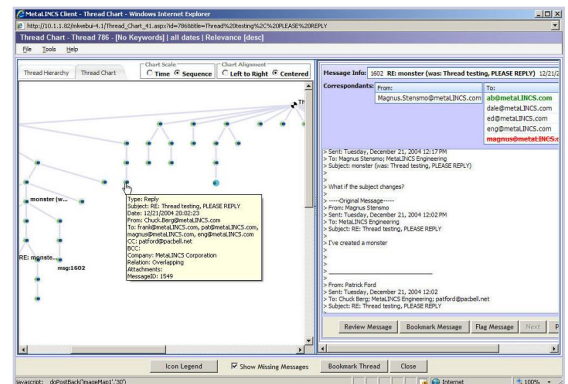 MetaLINCS Client - Thread Chart - Windows Internet Explorer
http://10.1.1.82/mkwebui-4.1/Thread_Chart_41.aspx?id=786&title=Thread%20testing%2C%20PLEASE%20REPLY
Thread Chart - Thread 786 - [No Keywords] | all dates | Relevance [desc]
File Tools Help
Thread Hierarchy Thread Chart
Chart Scale
Time Sequence
Chart Alignment
Left to Right Centered
Th
monster (w...
RE: monste...
msg:1602
Type: Reply
Subject: RE: Thread testing, PLEASE REPLY
Date: 12/21/2004 20:02:23
From: Chuck.Berg@metaLINCS.com
To: frank@metaLINCS.com, pat@metaLINCS.com,
magnus@metaLINCS.com, eng@metaLINCS.com
CC: patford@pacbell.net
BCC:
Company: MetaLINCS Corporation
Relation: Overlapping
Attachments:
MessageID: 1549
Message Info: 1602 RE: monster (was: Thread testing, PLEASE REPLY) 12/21/2
Correspondants:
From:
Magnus.Stensmo@metaLINCS.com
To:
ab@metaLINCS.com
dale@metaLINCS.com
ed@metaLINCS.com
eng@metaLINCS.com
magnus@metaLINCS.c
> Sent: Tuesday, December 21, 2004 12:17 PM
> To: Magnus Stensmo; MetaLINCS Engineering
> Subject: monster (was: Thread testing, PLEASE REPLY)
>
>
> What if the subject changes?
>
> -----Original Message-----
> From: Magnus Stensmo
> Sent: Tuesday, December 21, 2004 12:02 PM
> To: MetaLINCS Engineering
> Subject: RE: Thread testing, PLEASE REPLY
>
> I've created a monster
>
>
>
>
> From: Patrick Ford
> Sent: Tuesday, December 21, 2004 12:02
> To: Chuck Berg; MetaLINCS Engineering; patford@pacbell.net
> Subject: RE: Thread testing, PLEASE REPLY
>
Review Message Bookmark Message Flag Message Next P
Icon Legend Show Missing Messages Bookmark Thread Close
javascript:__doPostBack('ImageMap1','30') Internet 100%